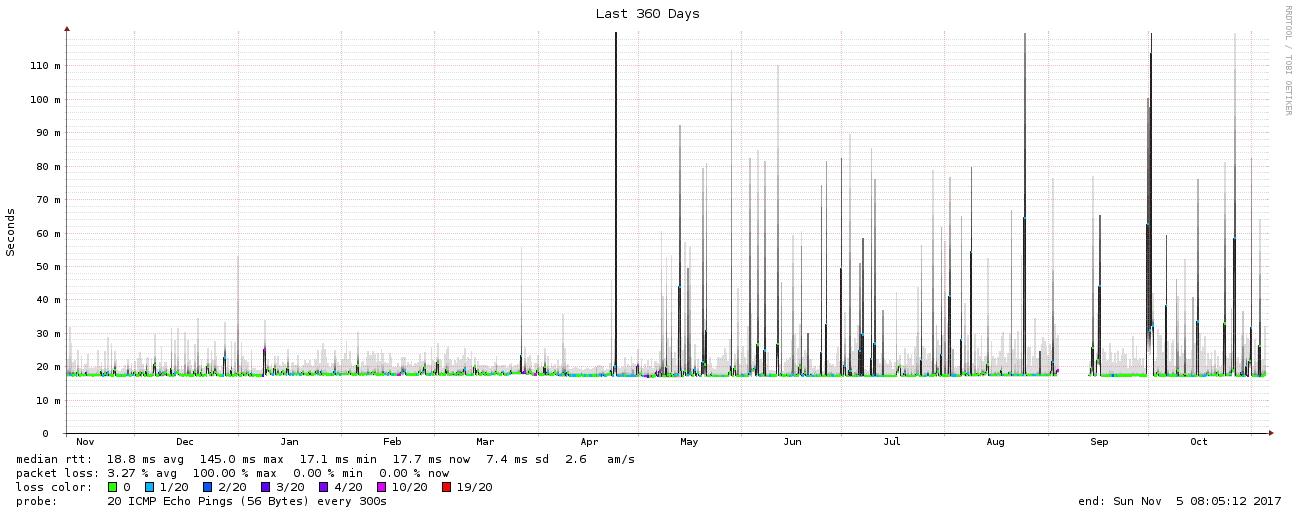 Last 360 Days
RRDTOOL / TOBI OETIKER
Seconds
110 m
100 m
90 m
80 m
70 m
60 m
50 m
40 m
30 m
20 m
10 m
0
Nov Dec Jan Feb Mar Apr May Jun Jul Aug Sep Oct
median rtt: 18.8 ms avg 145.0 ms max 17.1 ms min 17.7 ms now 7.4 ms sd 2.6 am/s
packet loss: 3.27 % avg 100.00 % max 0.00 % min 0.00 % now
loss color: 0 1/20 2/20 3/20 4/20 10/20 19/20
probe: 20 ICMP Echo Pings (56 Bytes) every 300s end: Sun Nov 5 08:05:12 2017